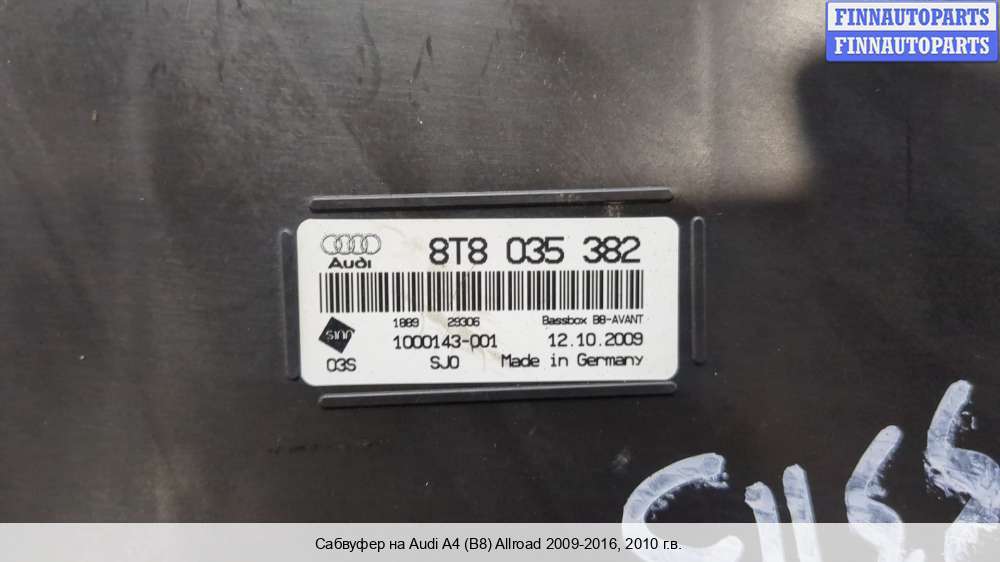 FINNAUTOPARTS
FINNAUTOPARTS
Audi
8T8 035 382
1889 29306 Bassbox B8-AVANT
sinn
1000143-001 12.10.2009
03S SJ0 Made in Germany
Сабвуфер на Audi A4 (B8) Allroad 2009-2016, 2010 г.в.